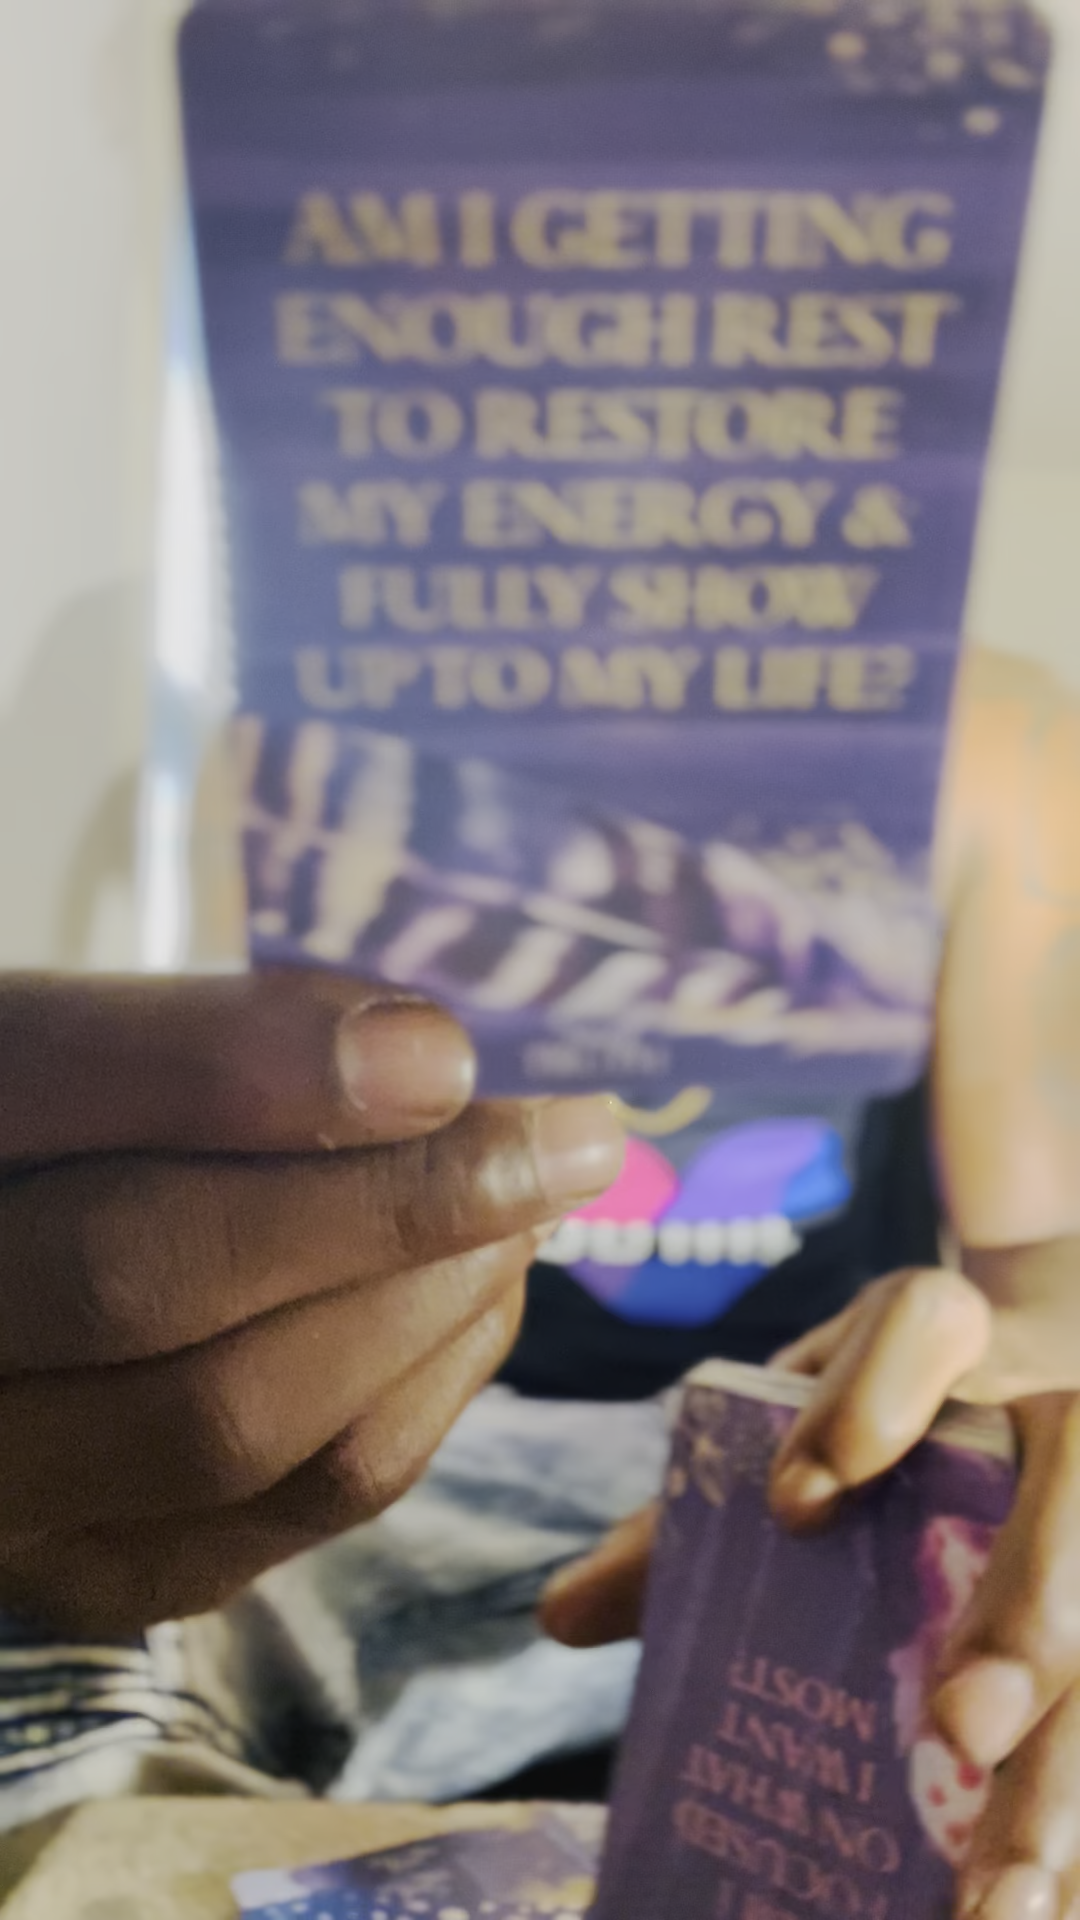 AM I GETTING
ENOUGH REST
TO RESTORE
MY ENERGY &
FULLY SHOW
UP TO MY LIFE?
FOCUSED
ON WHAT
I WANT
MOST?